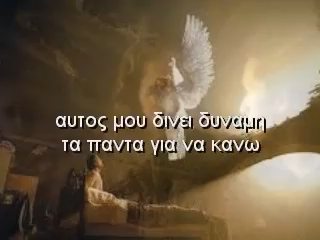 αυτος μου δινει δυναμη
τα παντα για να κανω